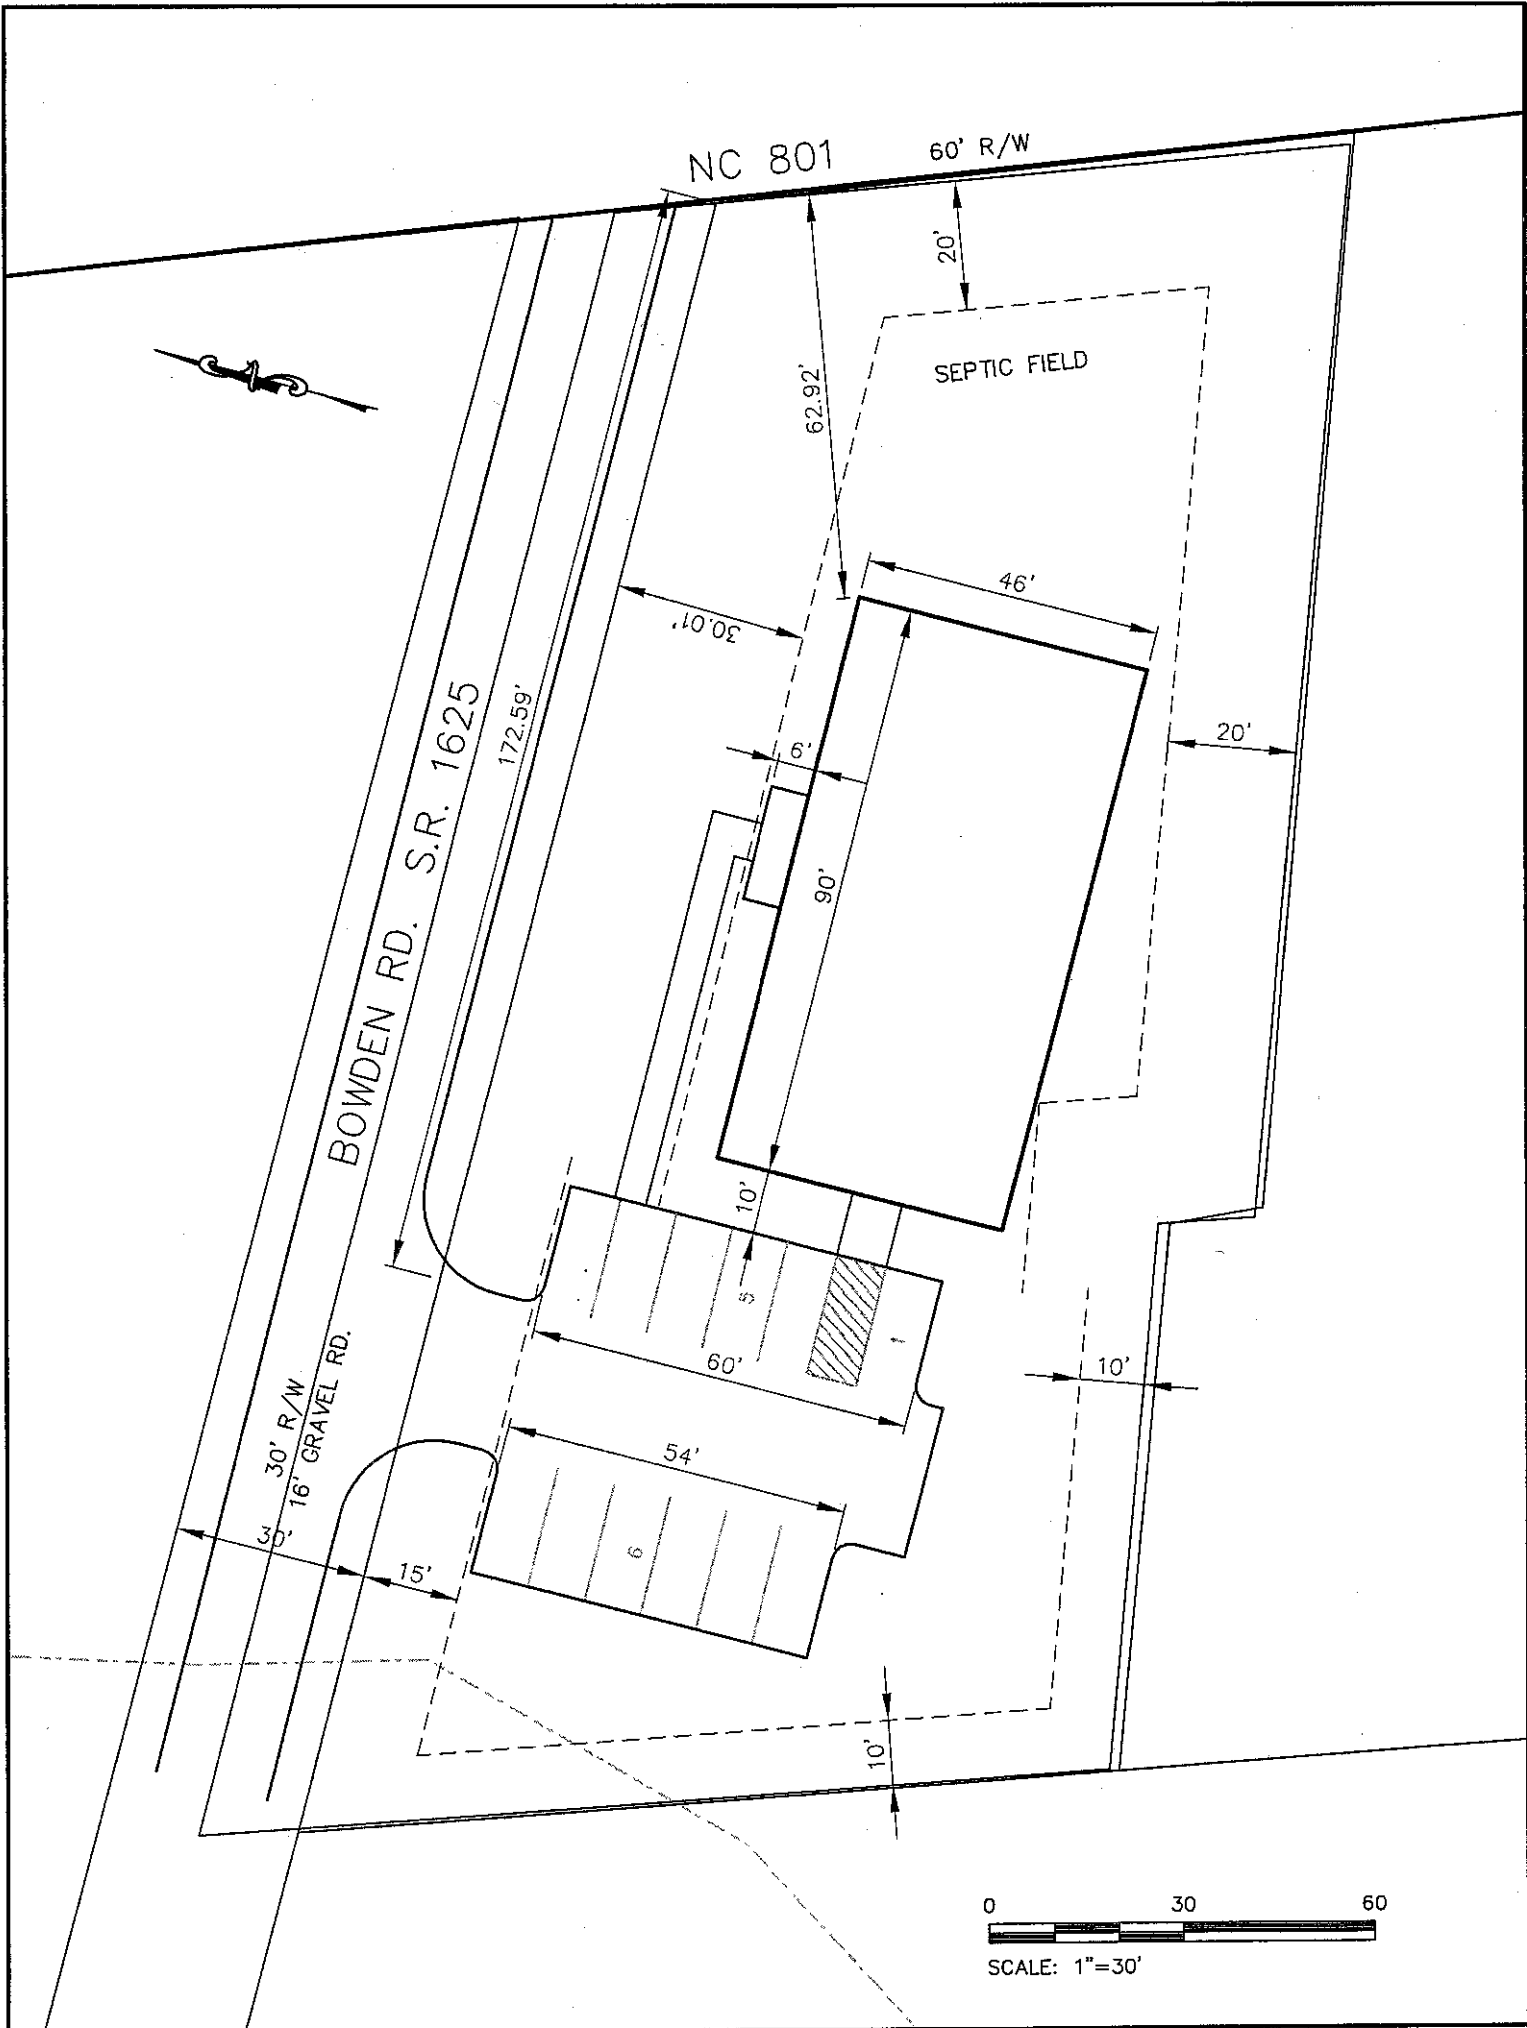 NC 801
60' R/W
20'
62.92'
SEPTIC FIELD
46'
30.01'
BOWDEN RD. S.R. 1625
172.59'
6'
20'
90'
10'
5
1
60'
10'
30' R/W
16' GRAVEL RD.
54'
30'
15'
6
10'
0 30 60
SCALE: 1"=30'